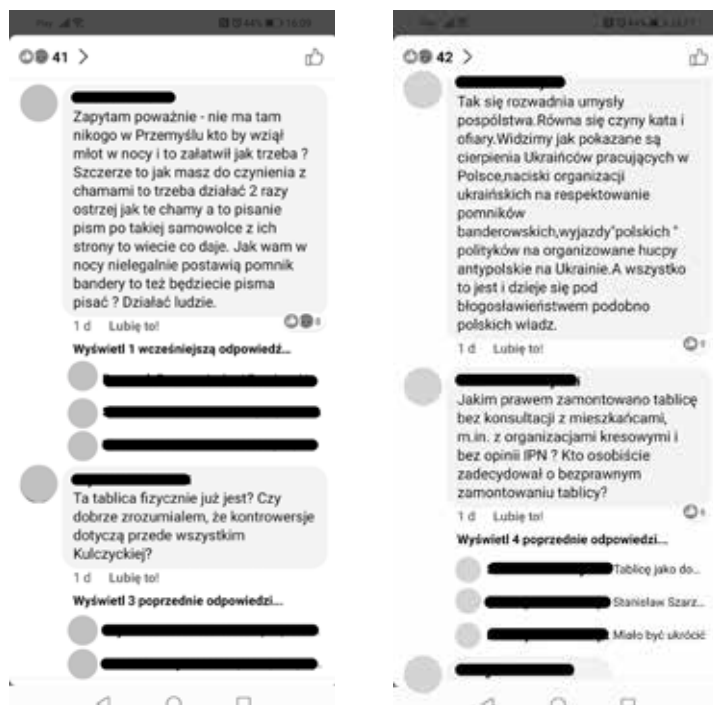 41 >
Zapytam poważnie - nie ma tam
nikogo w Przemyślu kto by wziął
młot w nocy i to załatwił jak trzeba ?
Szczerze to jak masz do czynienia z
chamami to trzeba działać 2 razy
ostrzej jak te chamy a to pisanie
pism po takiej samowolce z ich
strony to wiecie co daje. Jak wam w
nocy nielegalnie postawią pomnik
bandery to też będziecie pisma
pisać ? Działać ludzie.
1 d Lubię to!
Wyświetl 1 wcześniejszą odpowiedź...
Ta tablica fizycznie już jest? Czy
dobrze zrozumialem, że kontrowersje
dotyczą przede wszystkim
Kulczyckiej?
1 d Lubię to!
Wyświetl 3 poprzednie odpowiedzi...
42 >
Tak się rozwadnia umysły
pospólstwa.Równa się czyny kata i
ofiary.Widzimy jak pokazane są
cierpienia Ukraińców pracujących w
Polsce,naciski organizacji
ukraińskich na respektowanie
pomników
banderowskich,wyjazdy"polskich "
polityków na organizowane hucpy
antypolskie na Ukrainie.A wszystko
to jest i dzieje się pod
błogosławieństwem podobno
polskich wladz.
1 d Lubię to!
Jakim prawem zamontowano tablicę
bez konsultacji z mieszkańcami,
m.in. z organizacjami kresowymi i
bez opinii IPN ? Kto osobiście
zadecydował o bezprawnym
zamontowaniu tablicy?
1 d Lubię to!
Wyświetl 4 poprzednie odpowiedzi...
Tablicę jako do...
Stanisław Szarz...
Miało być ukrócić